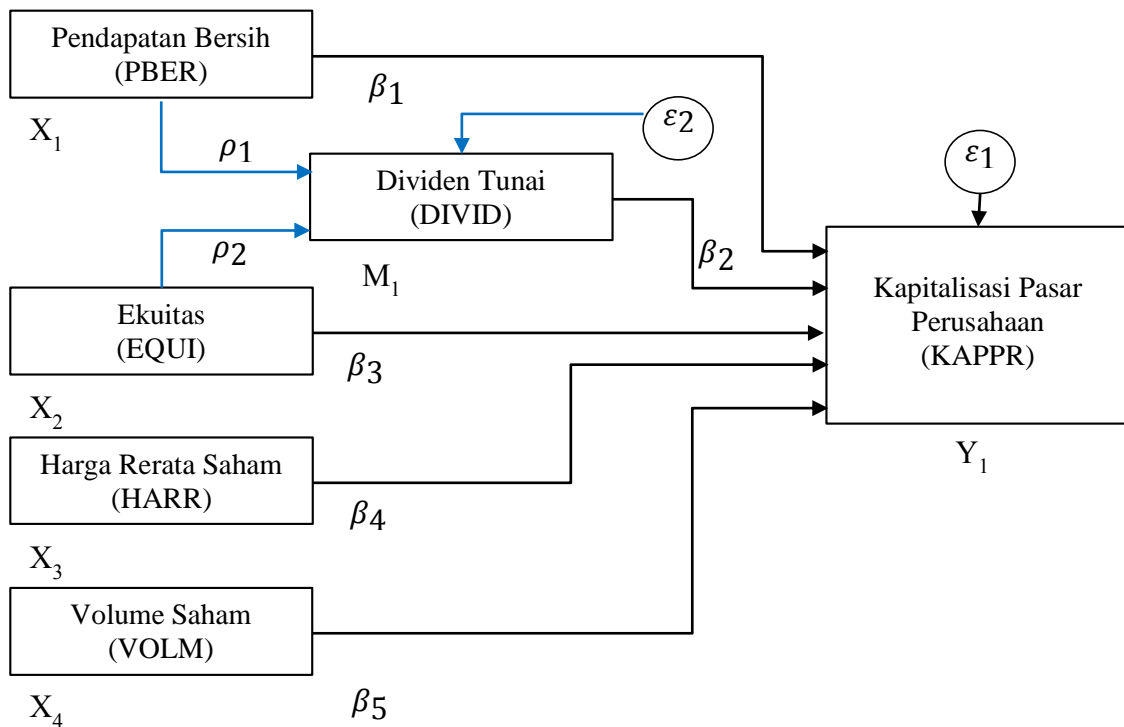 Pendapatan Bersih
(PBER)
β1
X1
ρ1
ε2
ε1
Dividen Tunai
(DIVID)
ρ2
β2
M1
Ekuitas
(EQUI)
β3
X2
Kapitalisasi Pasar
Perusahaan
(KAPPR)
Y1
Harga Rerata Saham
(HARR)
β4
X3
Volume Saham
(VOLM)
β5
X4